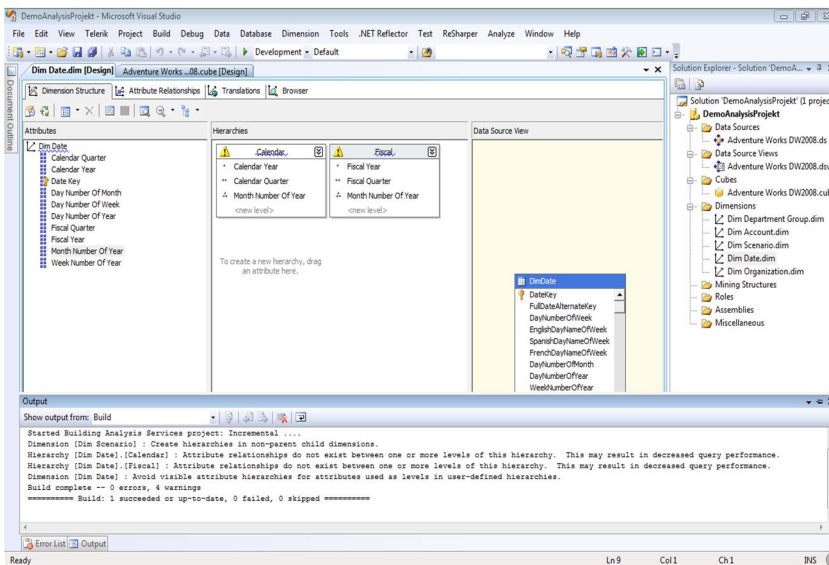 DemoAnalysisProjekt - Microsoft Visual Studio
File Edit View Telerik Project Build Debug Data Database Dimension Tools .NET Reflector Test ReSharper Analyze Window Help
Development - Default
Document Outline
Dim Date.dim [Design] Adventure Works ...08.cube [Design]
Dimension Structure Attribute Relationships Translations Browser
Attributes
Dim Date
Calendar Quarter
Calendar Year
Date Key
Day Number Of Month
Day Number Of Week
Day Number Of Year
Fiscal Quarter
Fiscal Year
Month Number Of Year
Week Number Of Year
Hierarchies
Calendar
Calendar Year
Calendar Quarter
Month Number Of Year
<new level>
Fiscal
Fiscal Year
Fiscal Quarter
Month Number Of Year
<new level>
To create a new hierarchy, drag
an attribute here.
Data Source View
DimDate
DateKey
FullDateAlternateKey
DayNumberOfWeek
EnglishDayNameOfWeek
SpanishDayNameOfWeek
FrenchDayNameOfWeek
DayNumberOfMonth
DayNumberOfYear
WeekNumberOfYear
Solution Explorer - Solution 'DemoA...
Solution 'DemoAnalysisProjekt' (1 projec
DemoAnalysisProjekt
Data Sources
Adventure Works DW2008.ds
Data Source Views
Adventure Works DW2008.dsv
Cubes
Adventure Works DW2008.cub
Dimensions
Dim Department Group.dim
Dim Account.dim
Dim Scenario.dim
Dim Date.dim
Dim Organization.dim
Mining Structures
Roles
Assemblies
Miscellaneous
Output
Show output from: Build
Started Building Analysis Services project: Incremental ....
Dimension [Dim Scenario] : Create hierarchies in non-parent child dimensions.
Hierarchy [Dim Date].[Calendar] : Attribute relationships do not exist between one or more levels of this hierarchy. This may result in decreased query performance.
Hierarchy [Dim Date].[Fiscal] : Attribute relationships do not exist between one or more levels of this hierarchy. This may result in decreased query performance.
Dimension [Dim Date] : Avoid visible attribute hierarchies for attributes used as levels in user-defined hierarchies.
Build complete -- 0 errors, 4 warnings
========== Build: 1 succeeded or up-to-date, 0 failed, 0 skipped ==========
Error List Output
Ready Ln 9 Col 1 Ch 1 INS